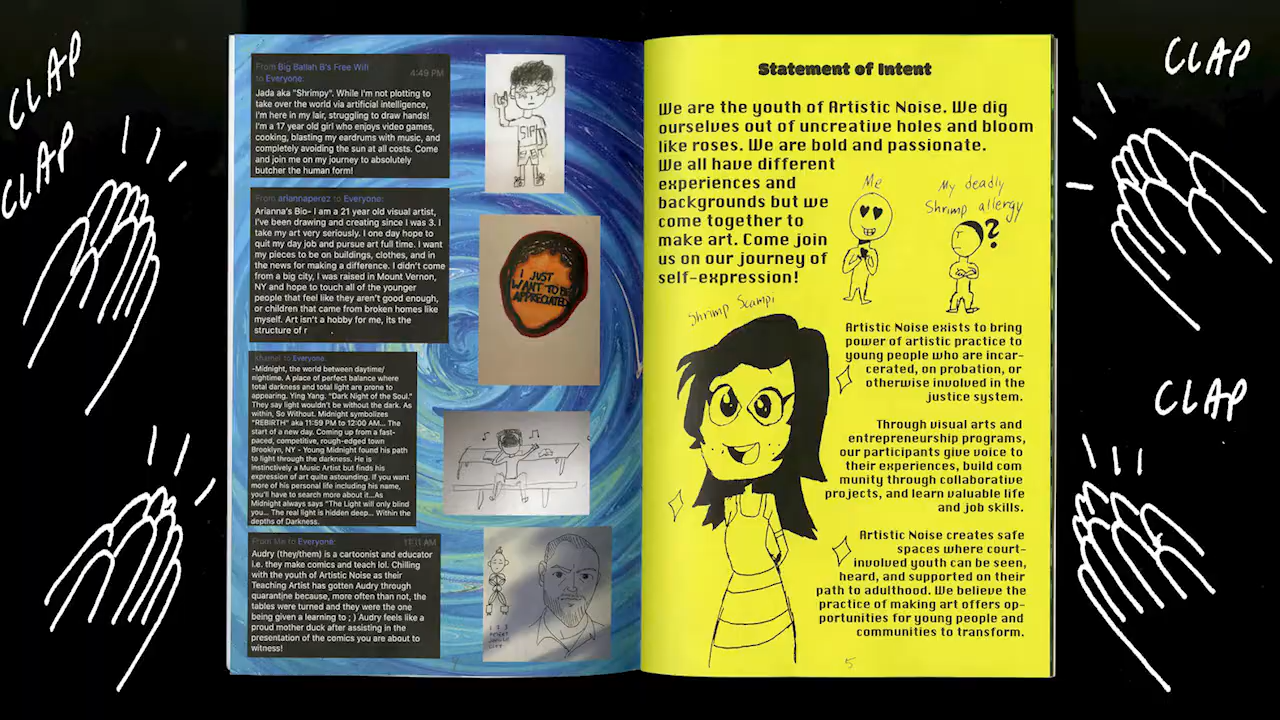 CLAP
CLAP
From Big Ballah B's Free Wifi
to Everyone:
4:49 PM
Jada aka "Shrimpy". While I'm not plotting to
take over the world via artificial intelligence,
I'm here in my lair, struggling to draw hands!
I'm a 17 year old girl who enjoys video games,
cooking, blasting my eardrums with music, and
completely avoiding the sun at all costs. Come
and join me on my journey to absolutely
butcher the human form!
From ariannaperez to Everyone:
Arianna's Bio- I am a 21 year old visual artist,
I've been drawing and creating since I was 3. I
take my art very seriously. I one day hope to
quit my day job and pursue art full time. I want
my pieces to be on buildings, clothes, and in
the news for making a difference. I didn't come
from a big city, I was raised in Mount Vernon,
NY and hope to touch all of the younger
people that feel like they aren't good enough,
or children that came from broken homes like
myself. Art isn't a hobby for me, its the
structure of r
Khamel to Everyone:
-Midnight, the world between daytime/
nightime. A place of perfect balance where
total darkness and total light are prone to
appearing. Ying Yang. "Dark Night of the Soul."
They say light wouldn't be without the dark. As
within, So Without. Midnight symbolizes
"REBIRTH" aka 11:59 PM to 12:00 AM... The
start of a new day. Coming up from a fast-
paced, competitive, rough-edged town
Brooklyn, NY - Young Midnight found his path
to light through the darkness. He is
instinctively a Music Artist but finds his
expression of art quite astounding. If you want
more of his personal life including his name,
you'll have to search more about it...As
Midnight always says "The Light will only blind
you... The real light is hidden deep... Within the
depths of Darkness.
From Me to Everyone:
11:11 AM
Audry (they/them) is a cartoonist and educator
i.e. they make comics and teach lol. Chilling
with the youth of Artistic Noise as their
Teaching Artist has gotten Audry through
quarantine because, more often than not, the
tables were turned and they were the one
being given a learning to ; ) Audry feels like a
proud mother duck after assisting in the
presentation of the comics you are about to
witness!
SIP
I JUST
WANT TO BE
APPRECIATED
1 2 3
CITY
Statement of Intent
We are the youth of Artistic Noise. We dig
ourselves out of uncreative holes and bloom
like roses. We are bold and passionate.
We all have different
experiences and
backgrounds but we
come together to
make art. Come join
us on our journey of
self-expression!
Me
My deadly
Shrimp allergy
?
Shrimp Scampi
Artistic Noise exists to bring
power of artistic practice to
young people who are incar-
cerated, on probation, or
otherwise involved in the
justice system.
Through visual arts and
entrepreneurship programs,
our participants give voice to
their experiences, build com
munity through collaborative
projects, and learn valuable life
and job skills.
Artistic Noise creates safe
spaces where court-
involved youth can be seen,
heard, and supported on their
path to adulthood. We believe the
practice of making art offers op-
portunities for young people and
communities to transform.
5
CLAP
CLAP